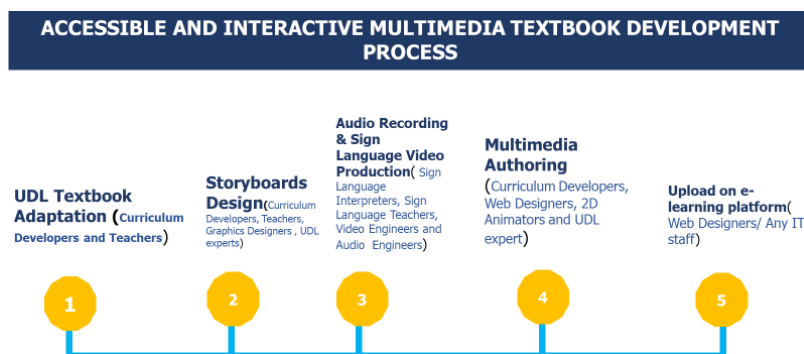 ACCESSIBLE AND INTERACTIVE MULTIMEDIA TEXTBOOK DEVELOPMENT
PROCESS
UDL Textbook
Adaptation (Curriculum
Developers and Teachers)
1
Storyboards
Design(Curriculum
Developers, Teachers,
Graphics Designers , UDL
experts)
2
Audio Recording
& Sign
Language Video
Production( Sign
Language
Interpreters, Sign
Language Teachers,
Video Engineers and
Audio Engineers)
3
Multimedia
Authoring
(Curriculum Developers,
Web Designers, 2D
Animators and UDL
expert)
4
Upload on e-
learning platform(
Web Designers/ Any IT
staff)
5